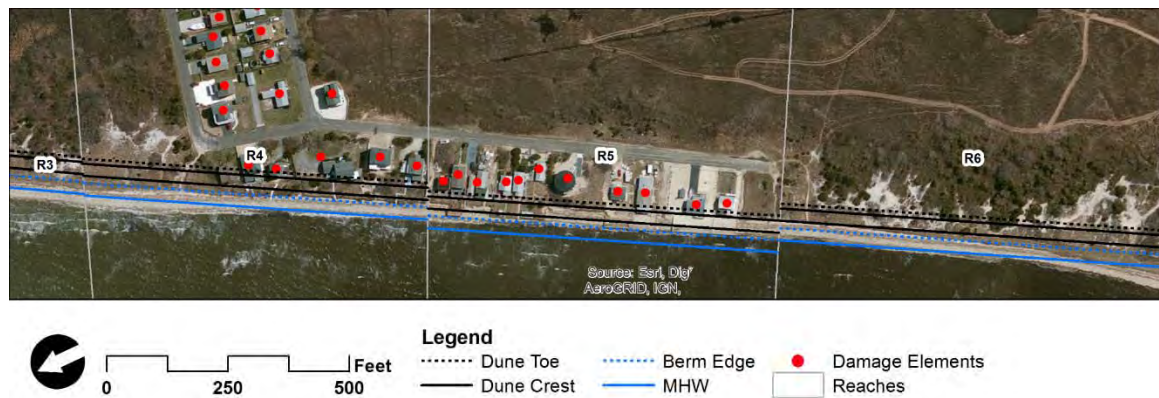 R3
R4
R5
R6
Source: Esri, Dig
AeroGRID, IGN,
Legend
Feet
0
250
500
Dune Toe
Dune Crest
Berm Edge
MHW
Damage Elements
Reaches